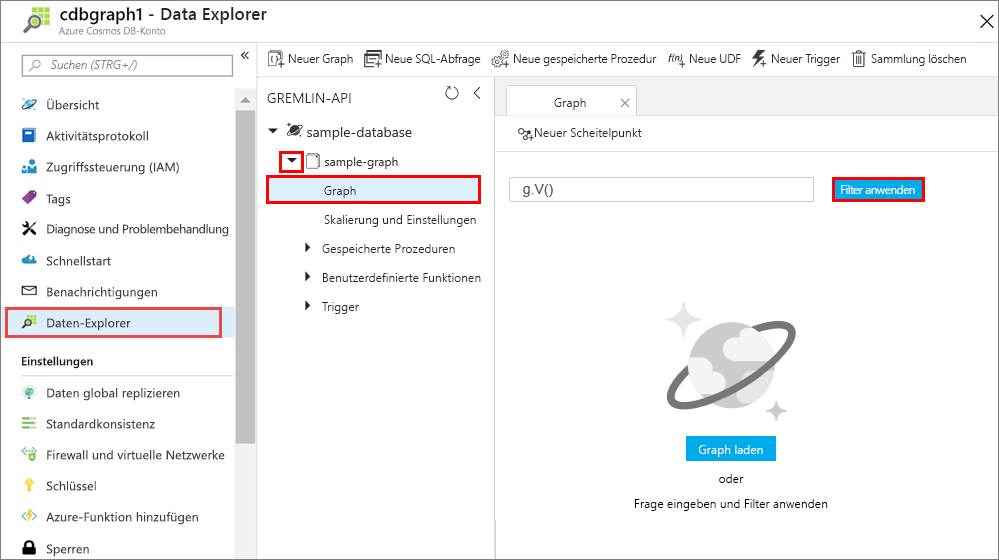 cdbgraph1 - Data Explorer
Azure Cosmos DB-Konto
Suchen (STRG+/)
Übersicht
Aktivitätsprotokoll
Zugriffssteuerung (IAM)
Tags
Diagnose und Problembehandlung
Schnellstart
Benachrichtigungen
Daten-Explorer
Einstellungen
Daten global replizieren
Standardkonsistenz
Firewall und virtuelle Netzwerke
Schlüssel
Azure-Funktion hinzufügen
Sperren
Neuer Graph
Neue SQL-Abfrage
Neue gespeicherte Prozedur
f(n) Neue UDF
Neuer Trigger
Sammlung löschen
GREMLIN-API
sample-database
sample-graph
Graph
Skalierung und Einstellungen
Gespeicherte Prozeduren
Benutzerdefinierte Funktionen
Trigger
Graph
Neuer Scheitelpunkt
g.V()
Filter anwenden
Graph laden
oder
Frage eingeben und Filter anwenden